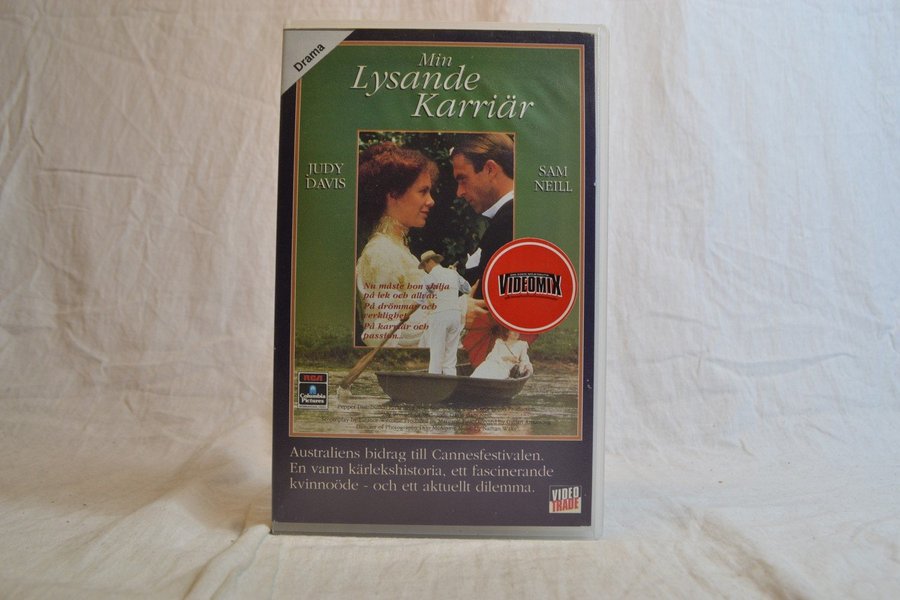 Drama
Min
Lysande
Karriär
JUDY
DAVIS
SAM
NEILL
VIDEOMIX
Nu måste hon skilja
på lek och allvar.
På drömmar och
verklighet.
På karriär och
passion...
RCA
Columbia
Pictures
Australiens bidrag till Cannesfestivalen.
En varm kärlekshistoria, ett fascinerande
kvinnoöde - och ett aktuellt dilemma.
VIDEO
TRADE